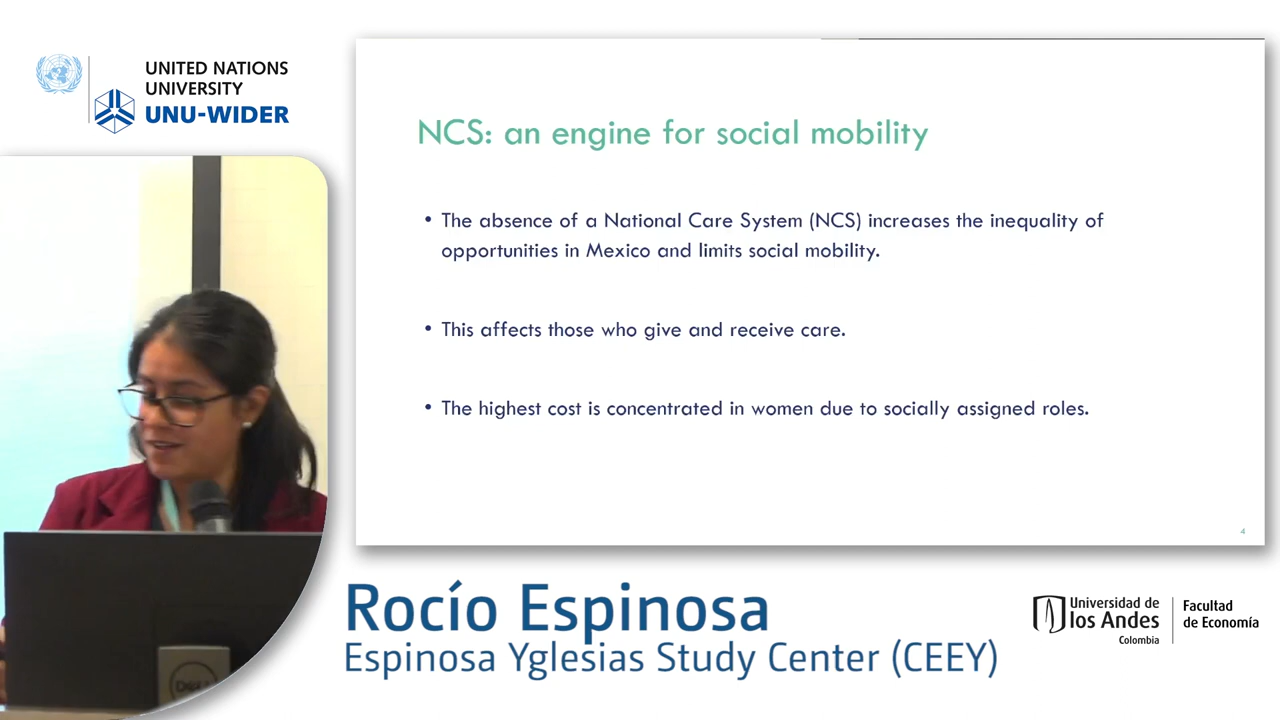 UNITED NATIONS
UNIVERSITY
UNU-WIDER
NCS: an engine for social mobility
• The absence of a National Care System (NCS) increases the inequality of
opportunities in Mexico and limits social mobility.
• This affects those who give and receive care.
• The highest cost is concentrated in women due to socially assigned roles.
4
DELL
Rocío Espinosa
Espinosa Yglesias Study Center (CEEY)
Universidad de
los Andes
Colombia
Facultad
de Economía